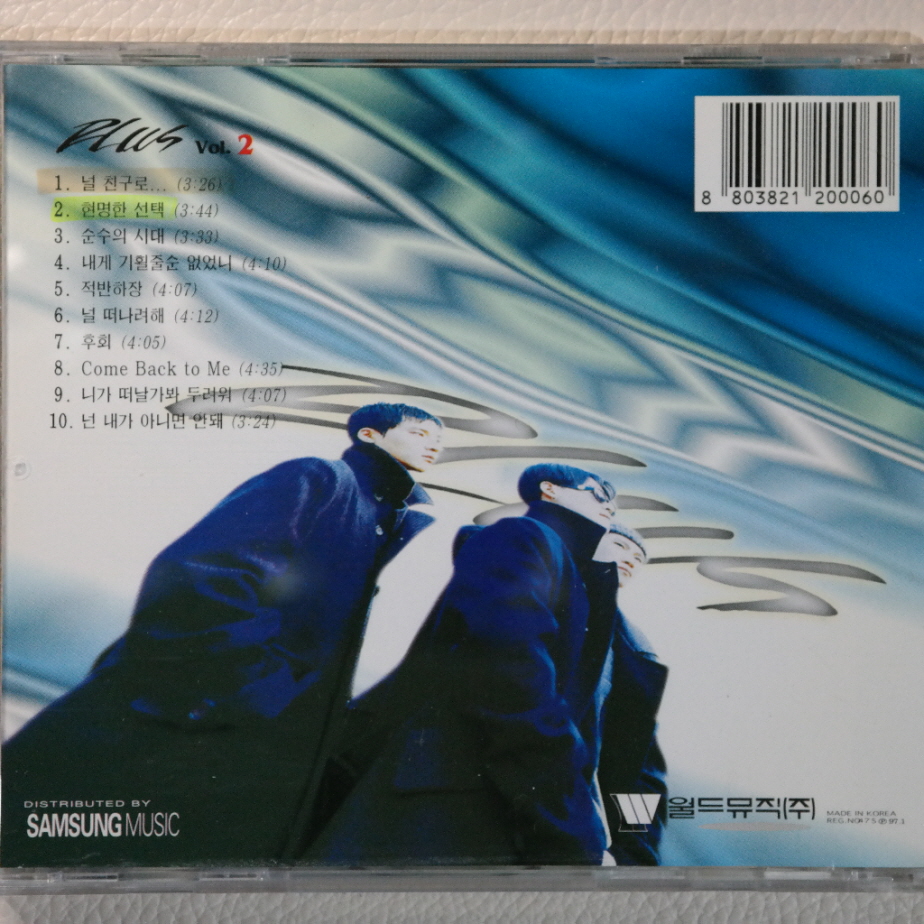 PLUS Vol. 2
1. 널 친구로... (3:26)
2. 현명한 선택 (3:44)
3. 순수의 시대 (3:33)
4. 내게 기횔줄순 없었니 (4:10)
5. 적반하장 (4:07)
6. 널 떠나려해 (4:12)
7. 후회 (4:05)
8. Come Back to Me (4:35)
9. 니가 떠날가봐 두려워 (4:07)
10. 넌 내가 아니면 안돼 (3:24)
8 803821 200060
PLUS
DISTRIBUTED BY
SAMSUNG MUSIC
월드뮤직(주)
MADE IN KOREA